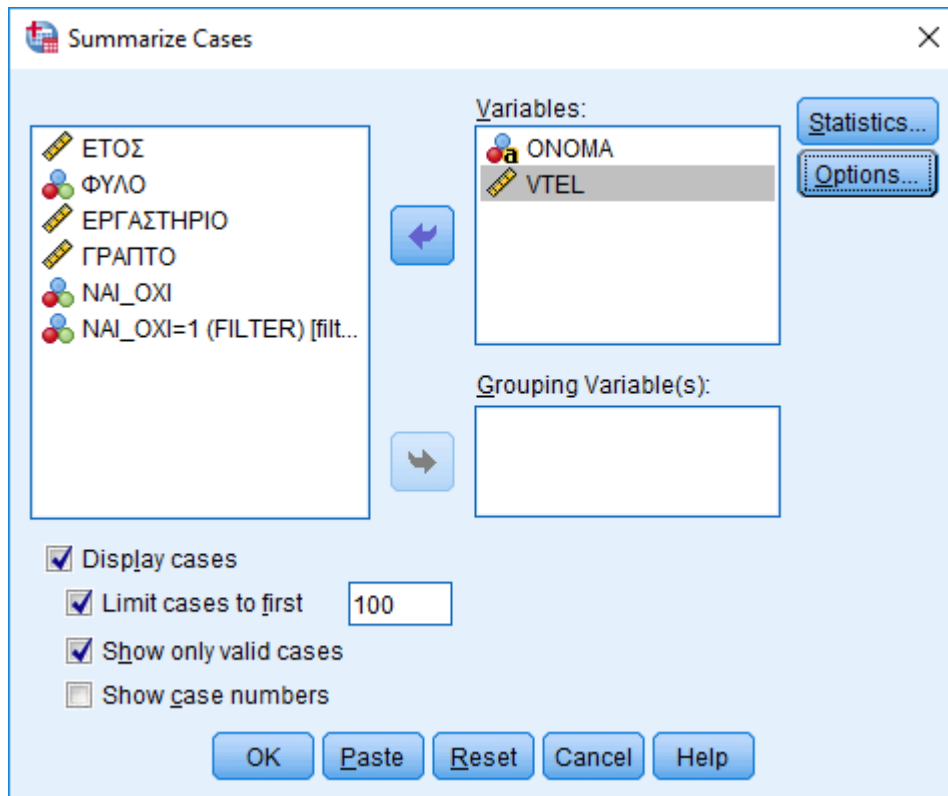 Summarize Cases
Variables:
ΕΤΟΣ
ΦΥΛΟ
ΕΡΓΑΣΤΗΡΙΟ
ΓΡΑΠΤΟ
ΝΑΙ_ΟΧΙ
ΝΑΙ_ΟΧΙ=1 (FILTER) [filt...
ΟΝΟΜΑ
VTEL
Statistics...
Options...
Grouping Variable(s):
Display cases
Limit cases to first 100
Show only valid cases
Show case numbers
OK Paste Reset Cancel Help